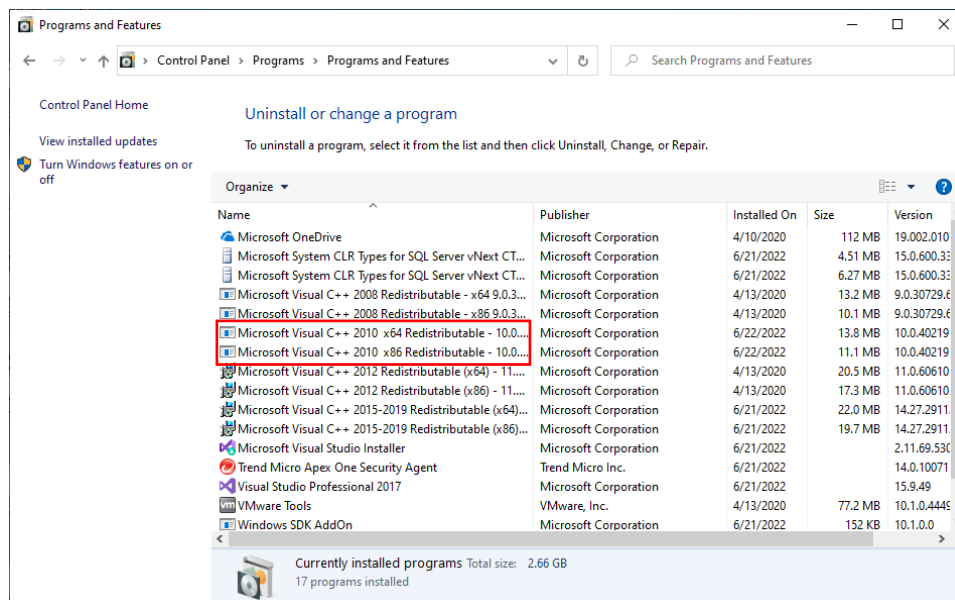 Programs and Features
Control Panel > Programs > Programs and Features
Search Programs and Features
Control Panel Home
View installed updates
Turn Windows features on or
off
Uninstall or change a program
To uninstall a program, select it from the list and then click Uninstall, Change, or Repair.
Organize
Name Publisher Installed On Size Version
Microsoft OneDrive Microsoft Corporation 4/10/2020 112 MB 19.002.010
Microsoft System CLR Types for SQL Server vNext CT... Microsoft Corporation 6/21/2022 4.51 MB 15.0.600.33
Microsoft System CLR Types for SQL Server vNext CT... Microsoft Corporation 6/21/2022 6.27 MB 15.0.600.33
Microsoft Visual C++ 2008 Redistributable - x64 9.0.3... Microsoft Corporation 4/13/2020 13.2 MB 9.0.30729.6
Microsoft Visual C++ 2008 Redistributable - x86 9.0.3... Microsoft Corporation 4/13/2020 10.1 MB 9.0.30729.6
Microsoft Visual C++ 2010 x64 Redistributable - 10.0.... Microsoft Corporation 6/22/2022 13.8 MB 10.0.40219
Microsoft Visual C++ 2010 x86 Redistributable - 10.0.... Microsoft Corporation 6/22/2022 11.1 MB 10.0.40219
Microsoft Visual C++ 2012 Redistributable (x64) - 11.... Microsoft Corporation 4/13/2020 20.5 MB 11.0.60610
Microsoft Visual C++ 2012 Redistributable (x86) - 11.... Microsoft Corporation 4/13/2020 17.3 MB 11.0.60610
Microsoft Visual C++ 2015-2019 Redistributable (x64)... Microsoft Corporation 6/21/2022 22.0 MB 14.27.2911.
Microsoft Visual C++ 2015-2019 Redistributable (x86)... Microsoft Corporation 6/21/2022 19.7 MB 14.27.2911.
Microsoft Visual Studio Installer Microsoft Corporation 6/21/2022 2.11.69.530
Trend Micro Apex One Security Agent Trend Micro Inc. 6/21/2022 14.0.10071
Visual Studio Professional 2017 Microsoft Corporation 6/21/2022 15.9.49
vm VMware Tools VMware, Inc. 4/13/2020 77.2 MB 10.1.0.4449
Windows SDK AddOn Microsoft Corporation 6/21/2022 152 KB 10.1.0.0
Currently installed programs Total size: 2.66 GB
17 programs installed